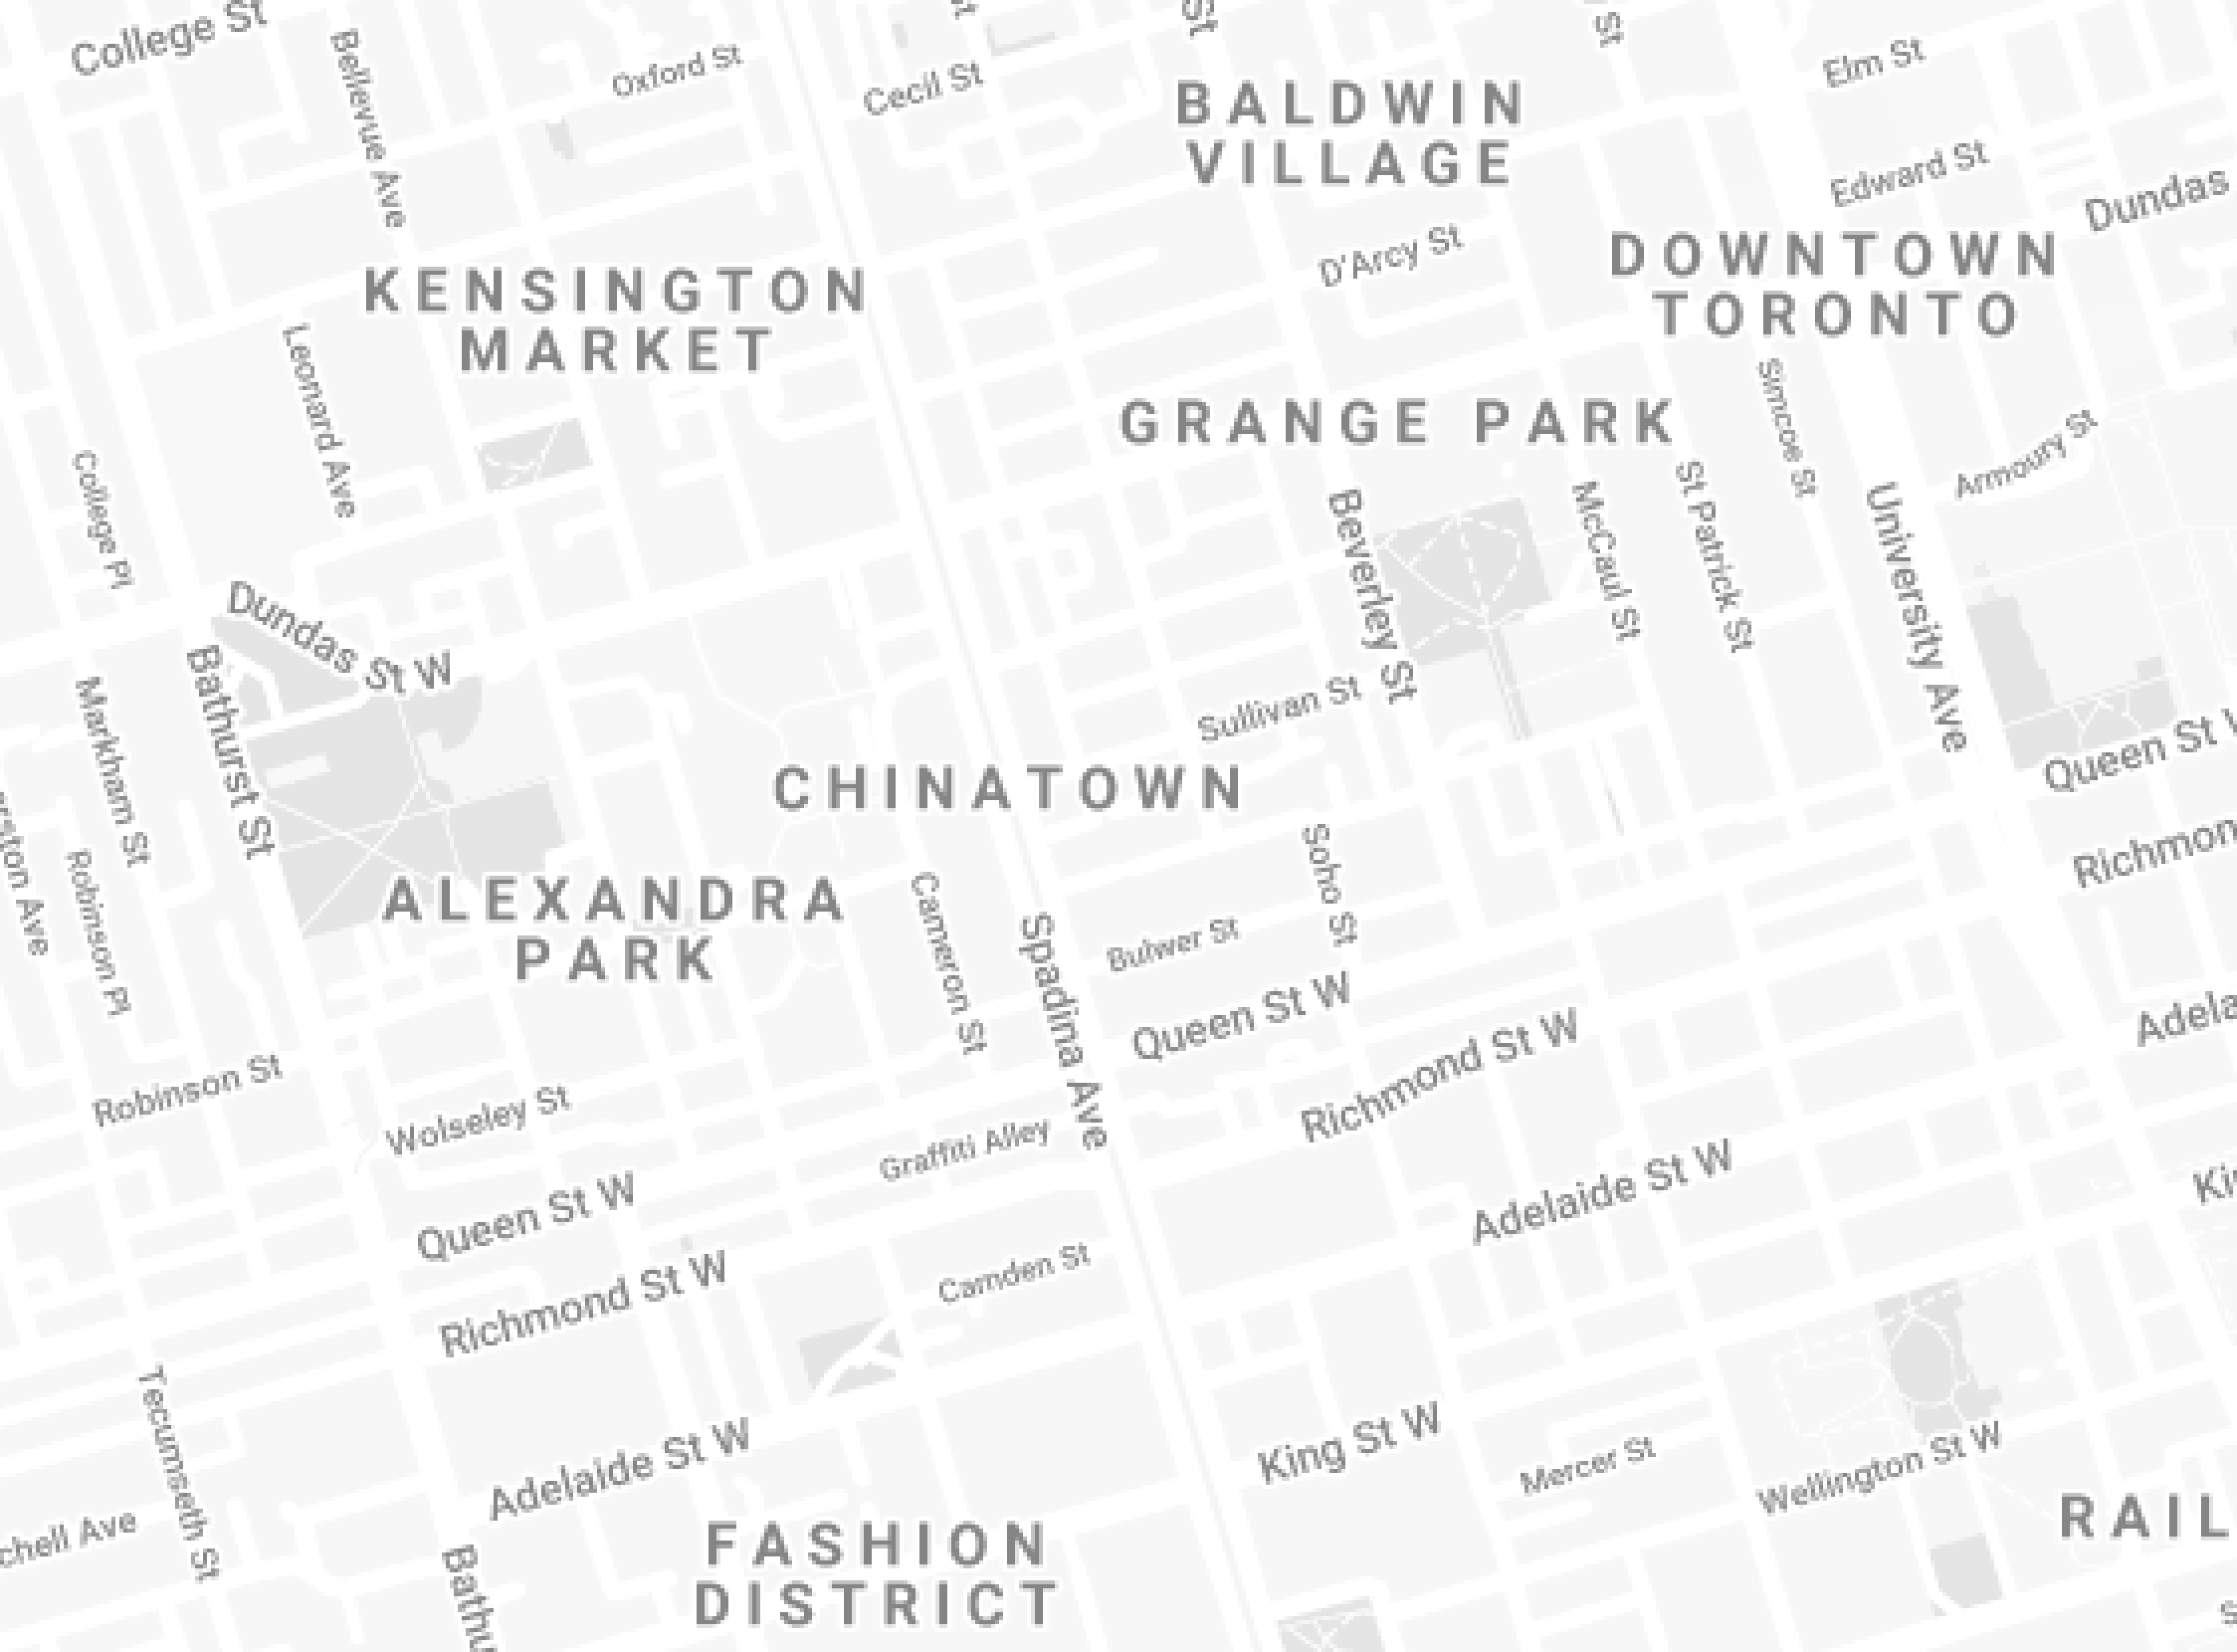 College St
Bellevue Ave
Oxford St
Cecil St
St
St
Elm St
BALDWIN
VILLAGE
Edward St
Dundas
D'Arcy St
DOWNTOWN
TORONTO
KENSINGTON
MARKET
Leonard Ave
GRANGE PARK
Simcoe St
Armoury St
College Pl
Beverley St
McCaul St
St Patrick St
University Ave
Dundas St W
Bathurst St
Markham St
Sullivan St
Queen St
CHINATOWN
Ave
Robinson Pl
ALEXANDRA
PARK
Cameron St
Spadina Ave
Soho St
Bulwer St
Queen St W
Richmond St W
Robinson St
Wolseley St
Graffiti Alley
Queen St W
Adelaide St W
Richmond St W
Camden St
Tecumseth St
Adelaide St W
King St W
Mercer St
Wellington St W
Ave
FASHION
DISTRICT
RAIL